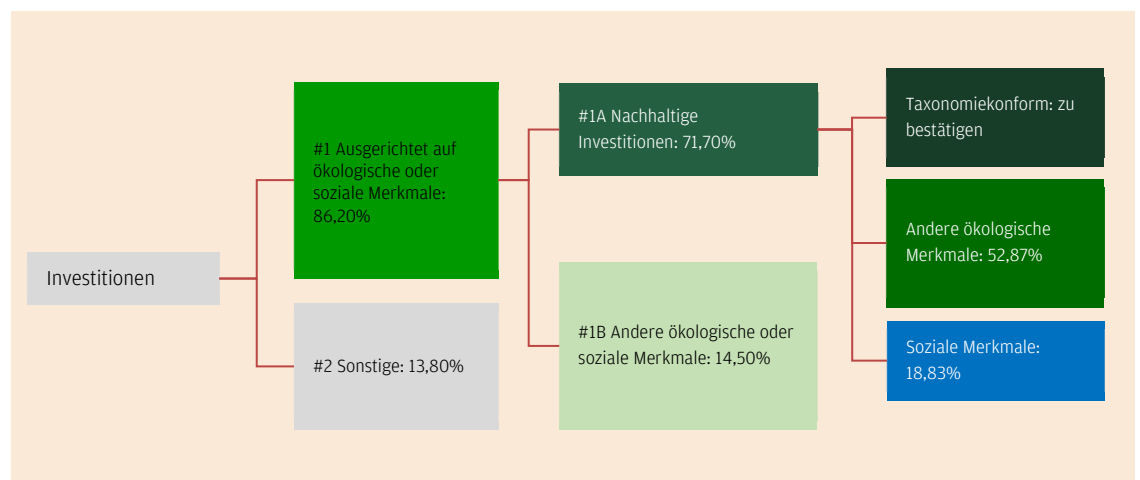 Investitionen
#1 Ausgerichtet auf
ökologische oder
soziale Merkmale:
86,20%
#2 Sonstige: 13,80%
#1A Nachhaltige
Investitionen: 71,70%
#1B Andere ökologische oder
soziale Merkmale: 14,50%
Taxonomiekonform: zu
bestätigen
Andere ökologische
Merkmale: 52,87%
Soziale Merkmale:
18,83%